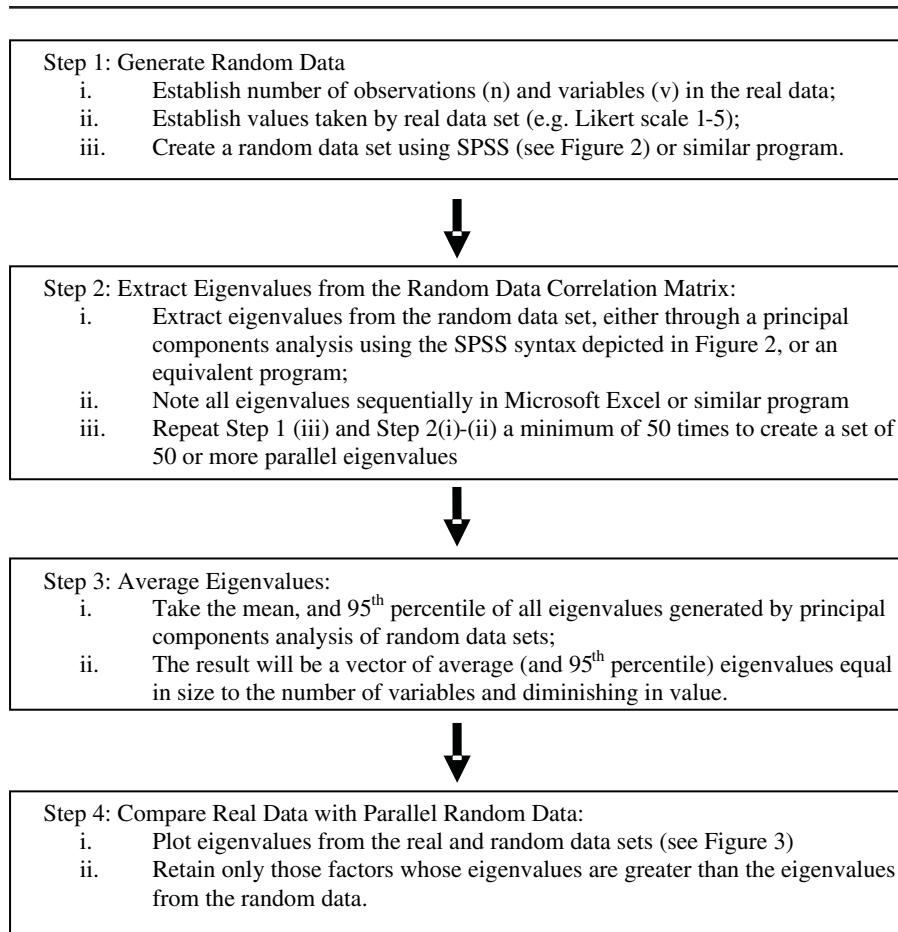 Step 1: Generate Random Data
i. Establish number of observations (n) and variables (v) in the real data;
ii. Establish values taken by real data set (e.g. Likert scale 1-5);
iii. Create a random data set using SPSS (see Figure 2) or similar program.
Step 2: Extract Eigenvalues from the Random Data Correlation Matrix:
i. Extract eigenvalues from the random data set, either through a principal
components analysis using the SPSS syntax depicted in Figure 2, or an
equivalent program;
ii. Note all eigenvalues sequentially in Microsoft Excel or similar program
iii. Repeat Step 1 (iii) and Step 2(i)-(ii) a minimum of 50 times to create a set of
50 or more parallel eigenvalues
Step 3: Average Eigenvalues:
i. Take the mean, and 95th percentile of all eigenvalues generated by principal
components analysis of random data sets;
ii. The result will be a vector of average (and 95th percentile) eigenvalues equal
in size to the number of variables and diminishing in value.
Step 4: Compare Real Data with Parallel Random Data:
i. Plot eigenvalues from the real and random data sets (see Figure 3)
ii. Retain only those factors whose eigenvalues are greater than the eigenvalues
from the random data.